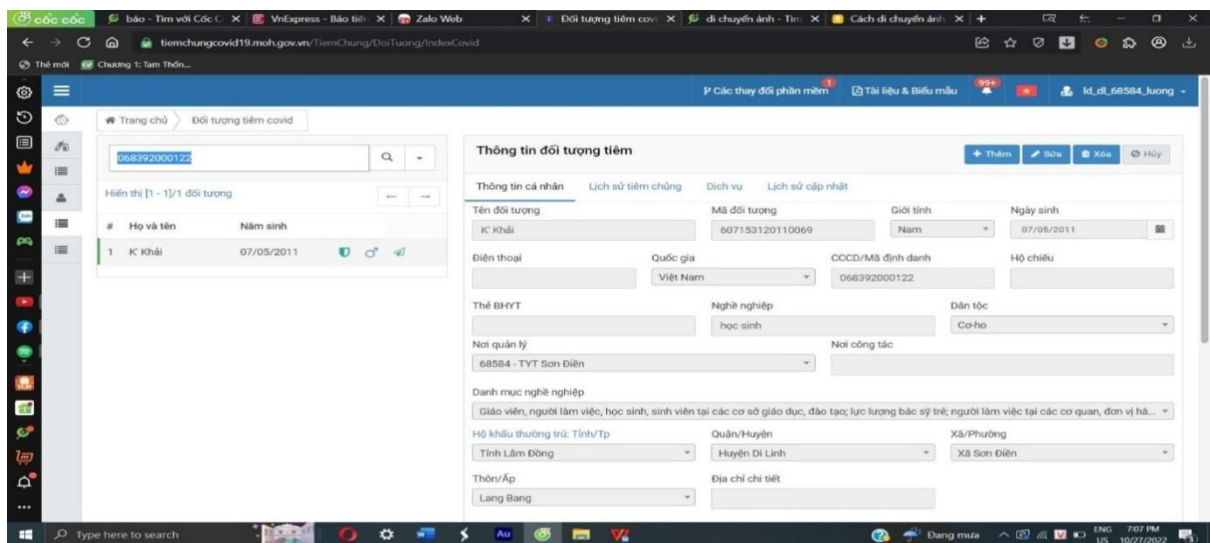 cốc cốc
báo - Tìm với Cốc C
VnExpress - Báo tiến
Zalo Web
Đối tượng tiêm covi
di chuyển ảnh - Tìm
Cách di chuyển ảnh
tiemchungcovid19.moh.gov.vn/TiemChung/DoiTuong/IndexCovid
Thẻ mới
Chương 1: Tam Thốn...
Các thay đổi phần mềm
1
Tài liệu & Biểu mẫu
99+
ld_dl_68584_luong
Trang chủ
Đối tượng tiêm covid
068392000122
Hiển thị [1 - 1]/1 đối tượng
# Họ và tên Năm sinh
1 K' Khải 07/05/2011
Thông tin đối tượng tiêm
Thêm Sửa Xóa Hủy
Thông tin cá nhân Lịch sử tiêm chủng Dịch vụ Lịch sử cập nhật
Tên đối tượng Mã đối tượng Giới tính Ngày sinh
K' Khải 607153120110069 Nam 07/05/2011
Điện thoại Quốc gia CCCD/Mã định danh Hộ chiếu
Việt Nam 068392000122
Thẻ BHYT Nghề nghiệp Dân tộc
học sinh Cơ-ho
Nơi quản lý Nơi công tác
68584 - TYT Sơn Điền
Danh mục nghề nghiệp
Giáo viên, người làm việc, học sinh, sinh viên tại các cơ sở giáo dục, đào tạo; lực lượng bác sỹ trẻ; người làm việc tại các cơ quan, đơn vị hà...
Hộ khẩu thường trú: Tỉnh/Tp Quận/Huyện Xã/Phường
Tỉnh Lâm Đồng Huyện Di Linh Xã Sơn Điền
Thôn/Ấp Địa chỉ chi tiết
Lang Bang
Type here to search
Au
Đang mưa
ENG
US
7:07 PM
10/27/2022